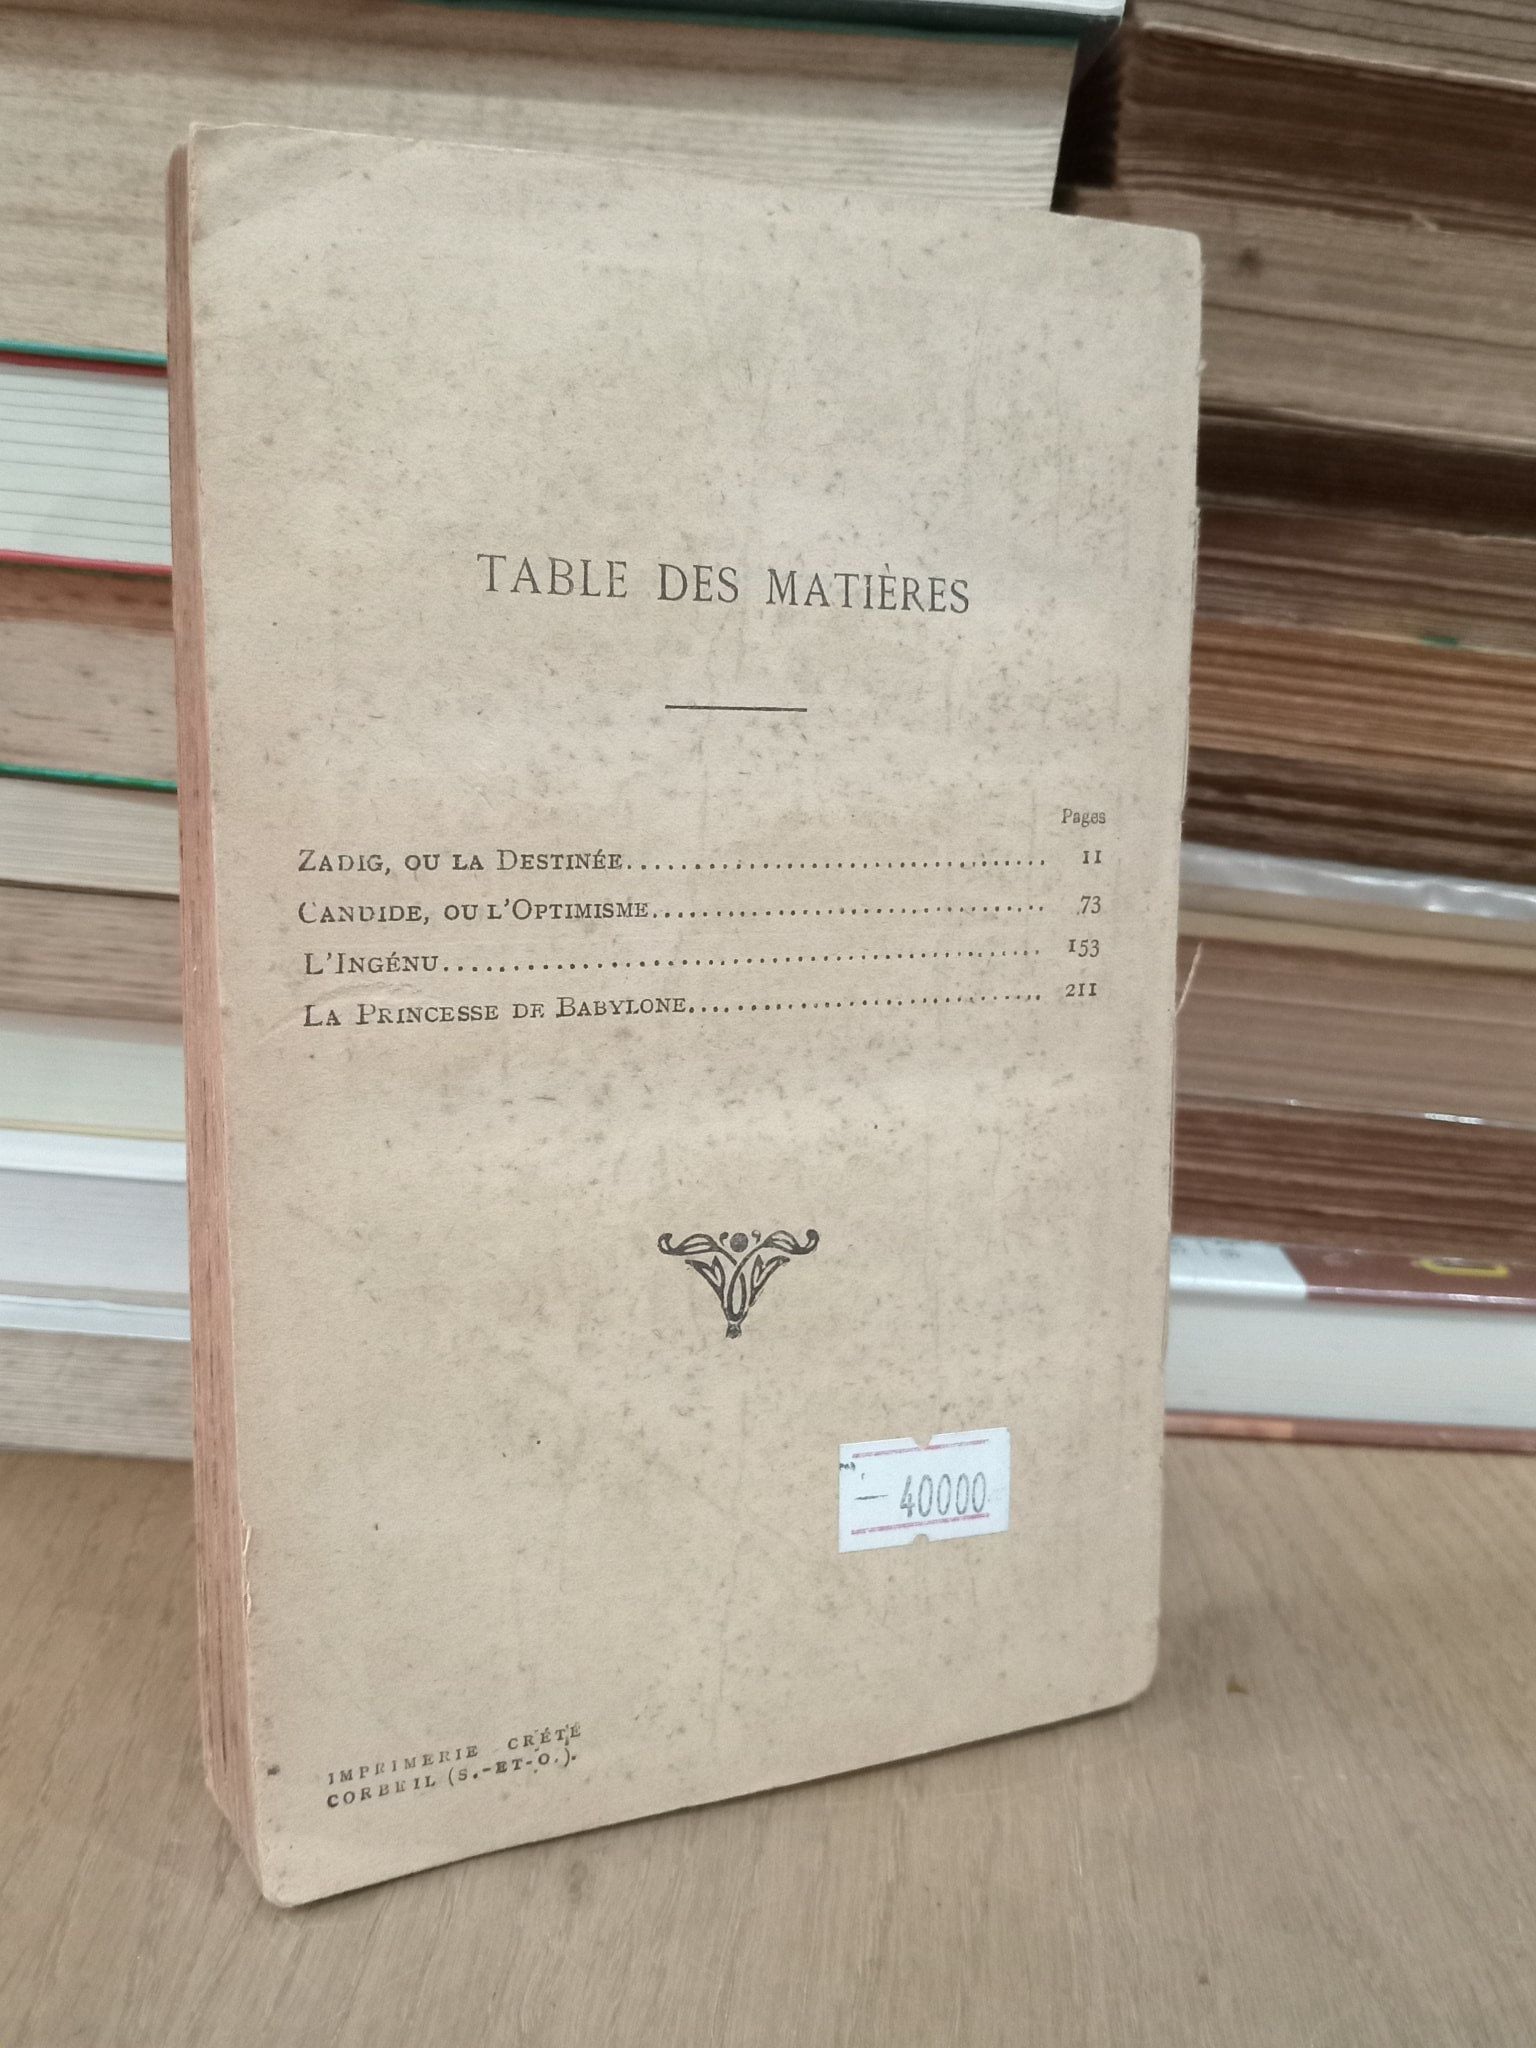 TABLE DES MATIÈRES
Pages
ZADIG, OU LA DESTINÉE.................................. 11
CANDIDE, OU L'OPTIMISME................................ 73
L'INGÉNU............................................... 153
LA PRINCESSE DE BABYLONE............................... 211
— 40000
IMPRIMERIE CRÉTÉ
CORBEIL (S.-ET-O.).